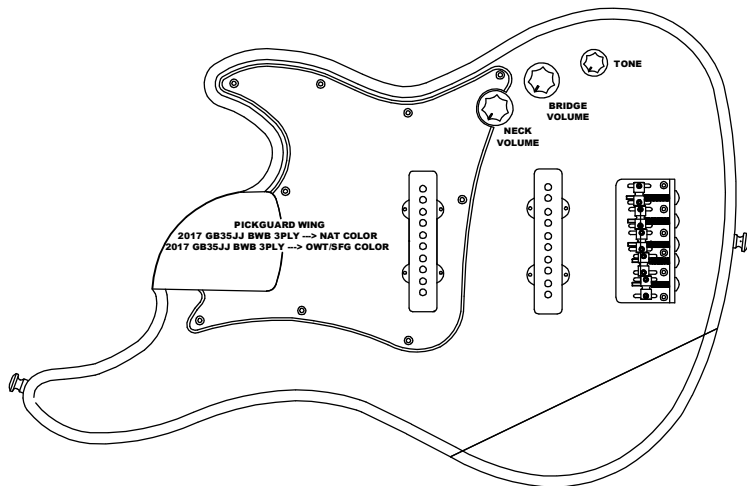 TONE
BRIDGE
VOLUME
NECK
VOLUME
PICKGUARD WING
2017 GB35JJ BWB 3PLY ---> NAT COLOR
2017 GB35JJ BWB 3PLY ---> OWT/SFG COLOR